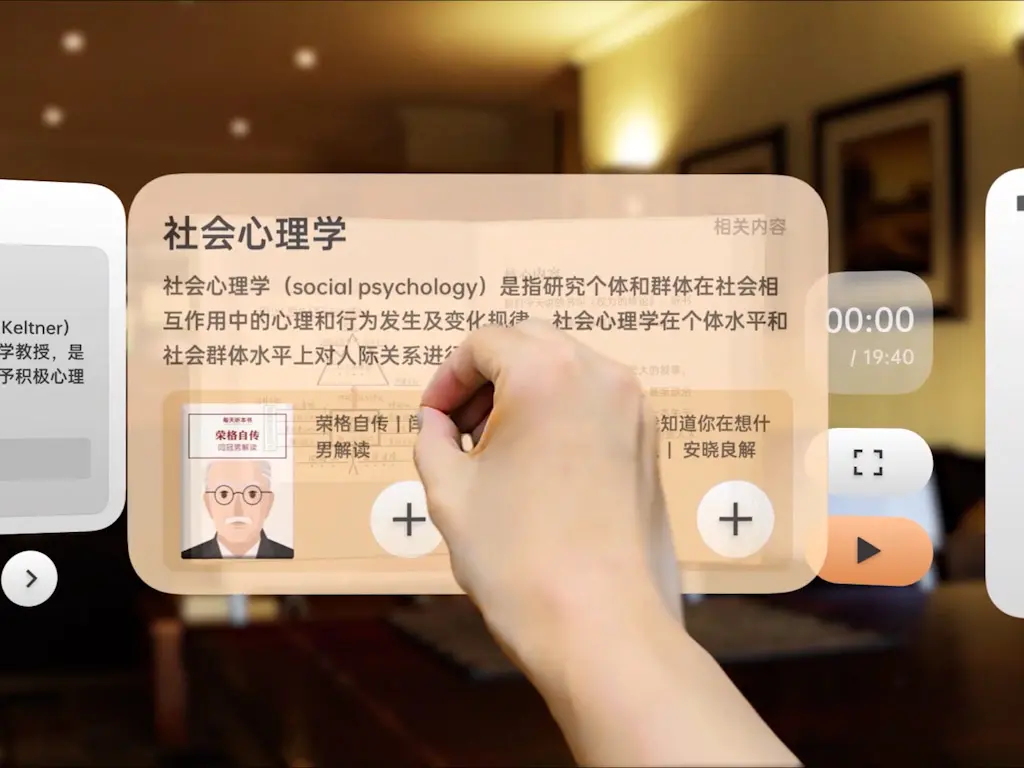 社会心理学
相关内容
社会心理学（social psychology）是指研究个体和群体在社会相
互作用中的心理和行为发生及变化规律。社会心理学在个体水平和
社会群体水平上对人际关系进行
Keltner）
学教授，是
予积极心理
每天听本书
荣格自传
闫冠男解读
荣格自传丨闫
男解读
知道你在想什
丨 安晓良解
00:00
/ 19:40